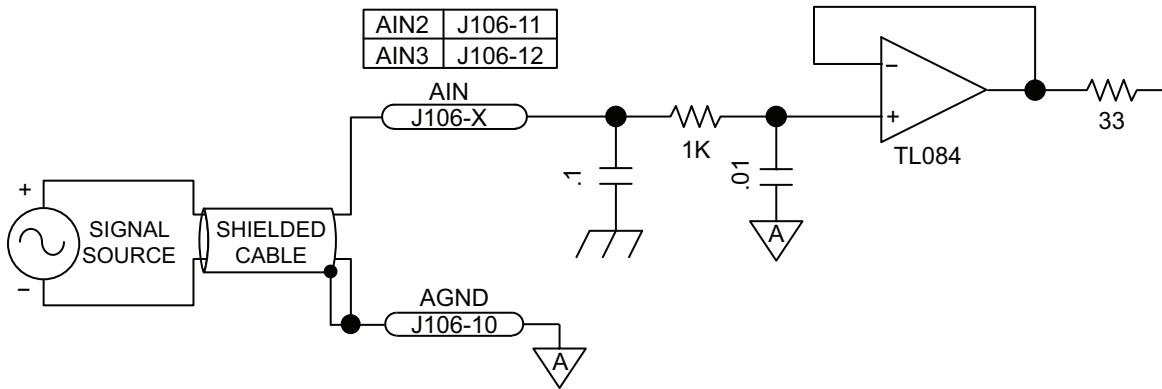 AIN2 J106-11
AIN3 J106-12
AIN
J106-X
+
SIGNAL
SOURCE
−
SHIELDED
CABLE
AGND
J106-10
A
.1
1K
.01
A
−
+
TL084
33